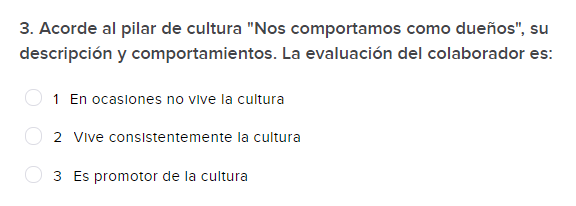 3. Acorde al pilar de cultura "Nos comportamos como dueños", su
descripción y comportamientos. La evaluación del colaborador es:
1 En ocasiones no vive la cultura
2 Vive consistentemente la cultura
3 Es promotor de la cultura